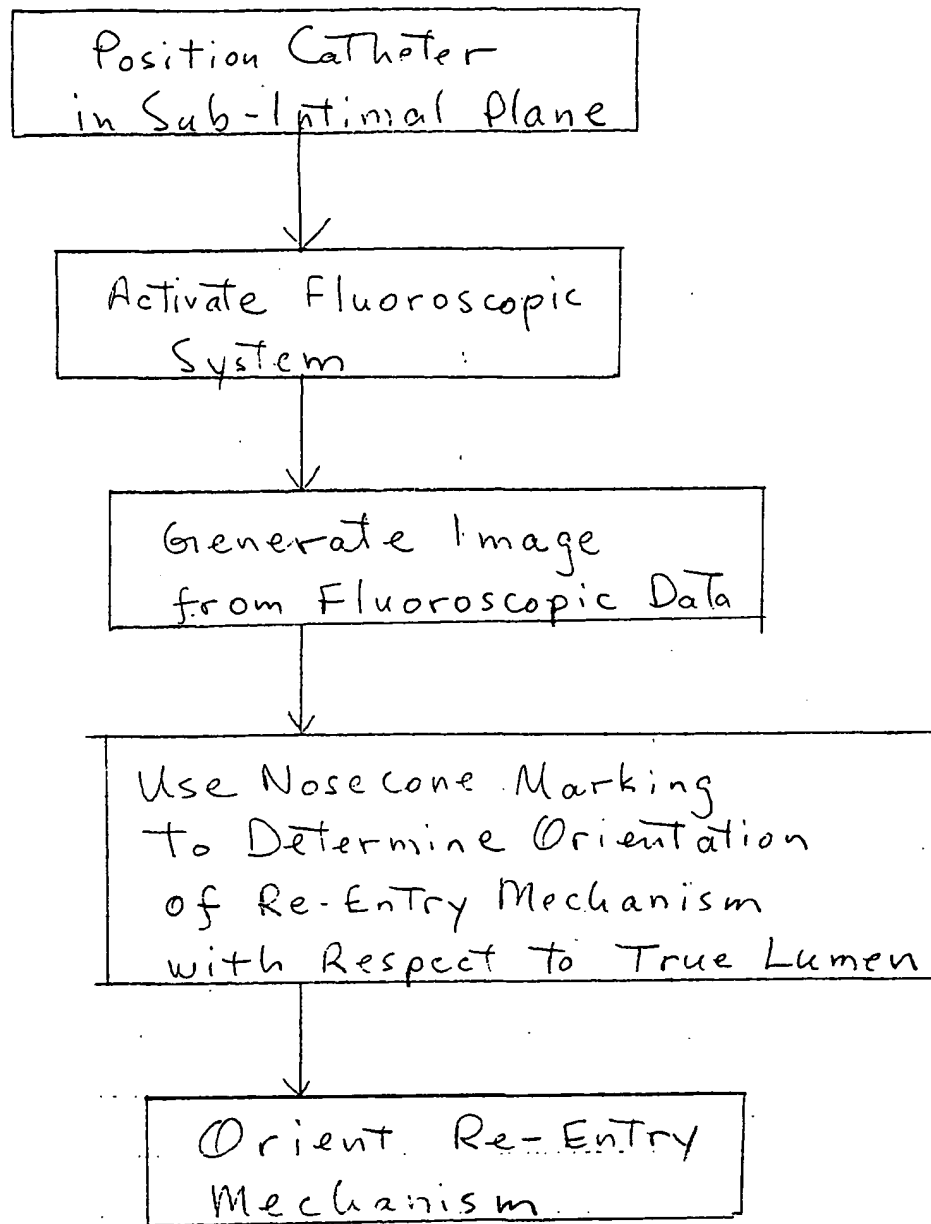 Position Catheter
in Sub-Intimal Plane
Activate Fluoroscopic
System
Generate Image
from Fluoroscopic Data
Use Nosecone Marking
to Determine Orientation
of Re-Entry Mechanism
with Respect to True Lumen
Orient Re-Entry
Mechanism